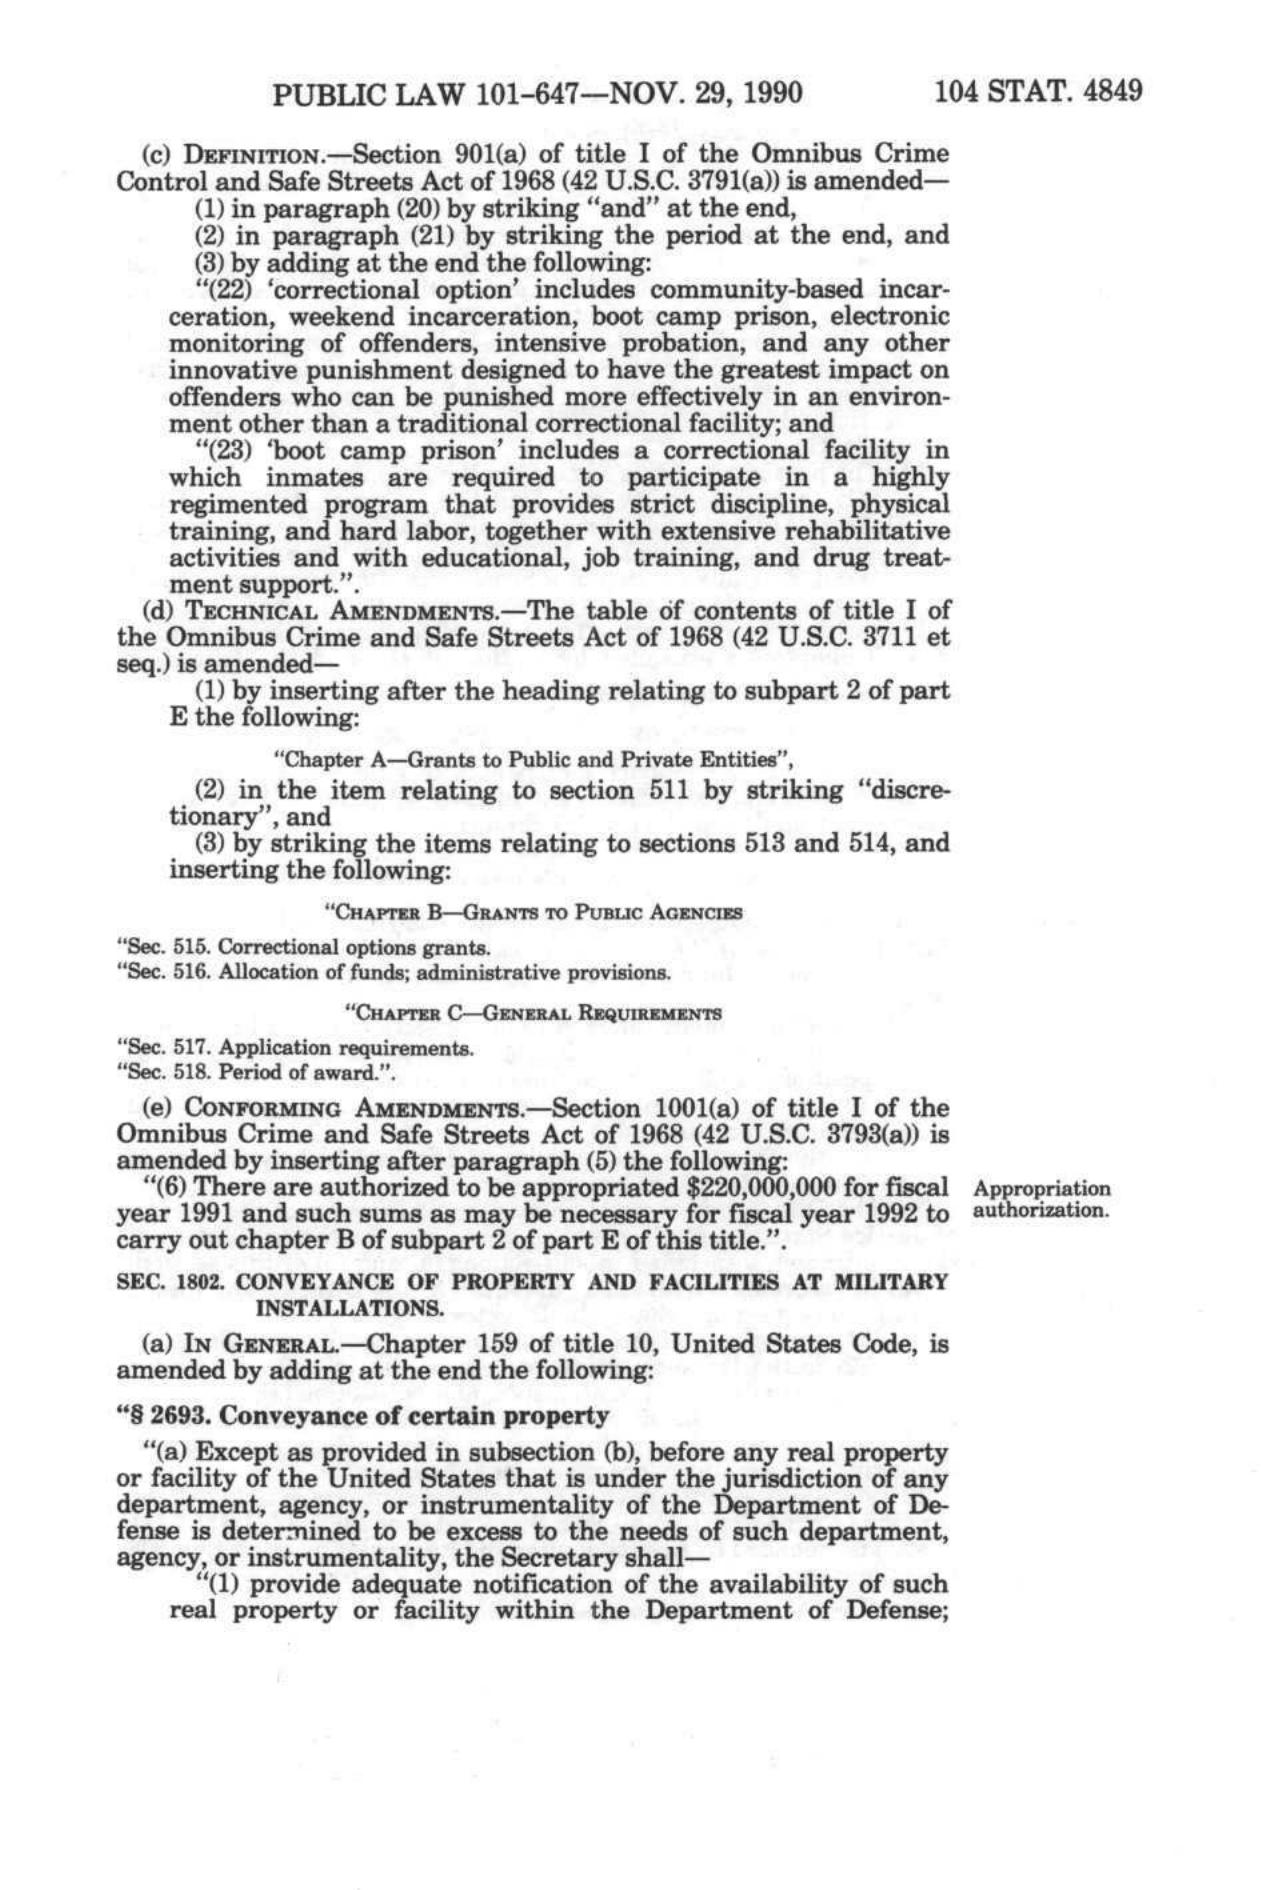 PUBLIC LAW 101–647—NOV. 29, 1990 104 STAT. 4849
(c) DEFINITION.—Section 901(a) of title I of the Omnibus Crime
Control and Safe Streets Act of 1968 (42 U.S.C. 3791(a)) is amended—
(1) in paragraph (20) by striking “and” at the end,
(2) in paragraph (21) by striking the period at the end, and
(3) by adding at the end the following:
“(22) ‘correctional option’ includes community-based incar-
ceration, weekend incarceration, boot camp prison, electronic
monitoring of offenders, intensive probation, and any other
innovative punishment designed to have the greatest impact on
offenders who can be punished more effectively in an environ-
ment other than a traditional correctional facility; and
“(23) ‘boot camp prison’ includes a correctional facility in
which inmates are required to participate in a highly
regimented program that provides strict discipline, physical
training, and hard labor, together with extensive rehabilitative
activities and with educational, job training, and drug treat-
ment support.”.
(d) TECHNICAL AMENDMENTS.—The table of contents of title I of
the Omnibus Crime and Safe Streets Act of 1968 (42 U.S.C. 3711 et
seq.) is amended—
(1) by inserting after the heading relating to subpart 2 of part
E the following:
“Chapter A—Grants to Public and Private Entities”,
(2) in the item relating to section 511 by striking “discre-
tionary”, and
(3) by striking the items relating to sections 513 and 514, and
inserting the following:
“CHAPTER B—GRANTS TO PUBLIC AGENCIES
“Sec. 515. Correctional options grants.
“Sec. 516. Allocation of funds; administrative provisions.
“CHAPTER C—GENERAL REQUIREMENTS
“Sec. 517. Application requirements.
“Sec. 518. Period of award.”.
(e) CONFORMING AMENDMENTS.—Section 1001(a) of title I of the
Omnibus Crime and Safe Streets Act of 1968 (42 U.S.C. 3793(a)) is
amended by inserting after paragraph (5) the following:
“(6) There are authorized to be appropriated $220,000,000 for fiscal
year 1991 and such sums as may be necessary for fiscal year 1992 to
carry out chapter B of subpart 2 of part E of this title.”.
Appropriation
authorization.
SEC. 1802. CONVEYANCE OF PROPERTY AND FACILITIES AT MILITARY
INSTALLATIONS.
(a) IN GENERAL.—Chapter 159 of title 10, United States Code, is
amended by adding at the end the following:
“§ 2693. Conveyance of certain property
“(a) Except as provided in subsection (b), before any real property
or facility of the United States that is under the jurisdiction of any
department, agency, or instrumentality of the Department of De-
fense is determined to be excess to the needs of such department,
agency, or instrumentality, the Secretary shall—
“(1) provide adequate notification of the availability of such
real property or facility within the Department of Defense;